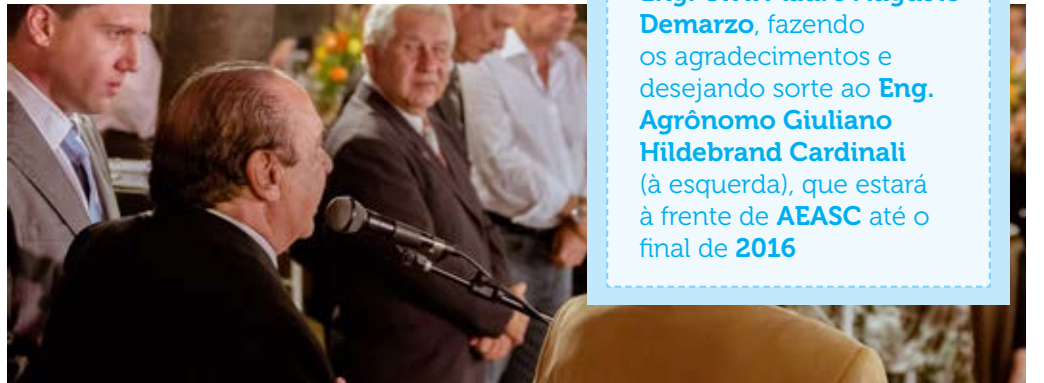 Demarzo, fazendo
os agradecimentos e
desejando sorte ao Eng.
Agrônomo Giuliano
Hildebrand Cardinali
(à esquerda), que estará
à frente de AEASC até o
final de 2016